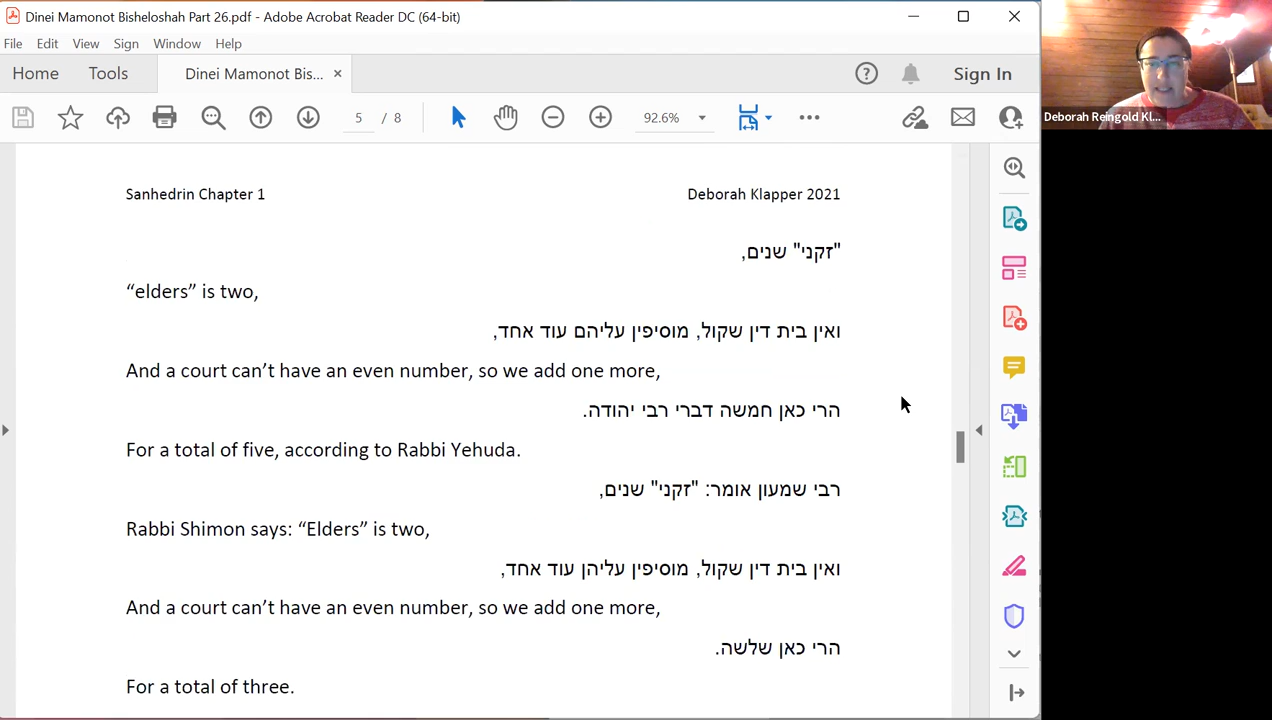 Dinei Mamonot Bisheloshah Part 26.pdf - Adobe Acrobat Reader DC (64-bit)
File Edit View Sign Window Help
Home Tools Dinei Mamonot Bis... × Sign In
5 / 8 92.6%
Sanhedrin Chapter 1 Deborah Klapper 2021
"זקני" שנים,
“elders” is two,
ואין בית דין שקול, מוסיפין עליהם עוד אחד,
And a court can’t have an even number, so we add one more,
הרי כאן חמשה דברי רבי יהודה.
For a total of five, according to Rabbi Yehuda.
רבי שמעון אומר: "זקני" שנים,
Rabbi Shimon says: “Elders” is two,
ואין בית דין שקול, מוסיפין עליהן עוד אחד,
And a court can’t have an even number, so we add one more,
הרי כאן שלשה.
For a total of three.
Deborah Reingold Kl...